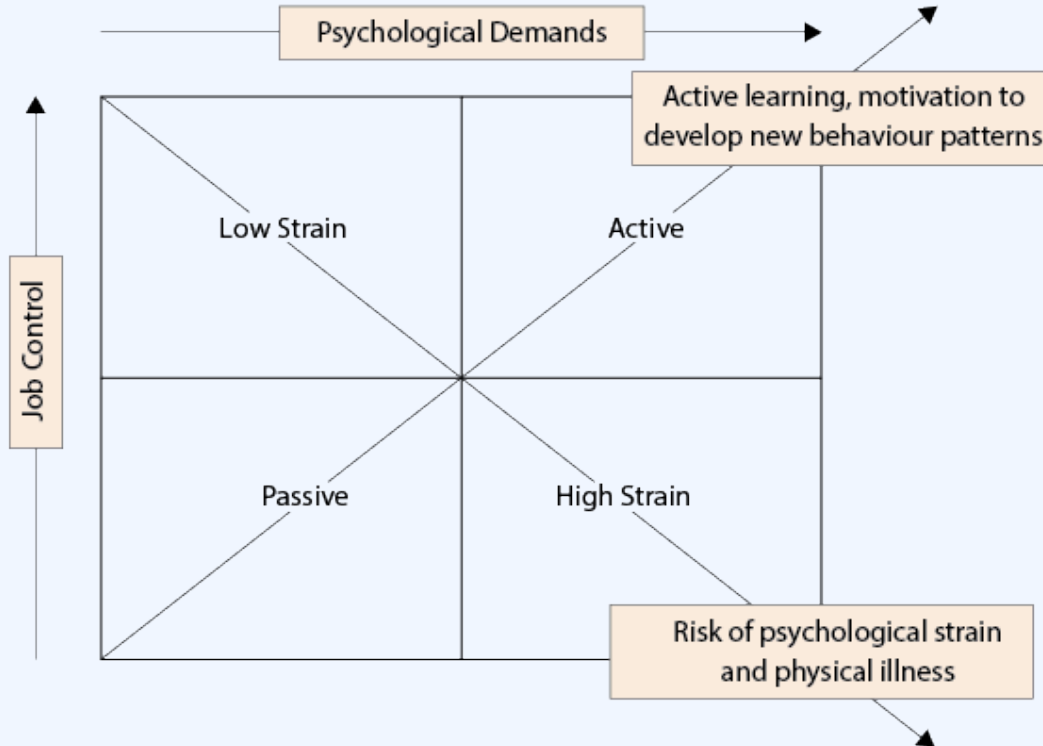 Psychological Demands
Active learning, motivation to
develop new behaviour patterns
Low Strain
Active
Job Control
Passive
High Strain
Risk of psychological strain
and physical illness